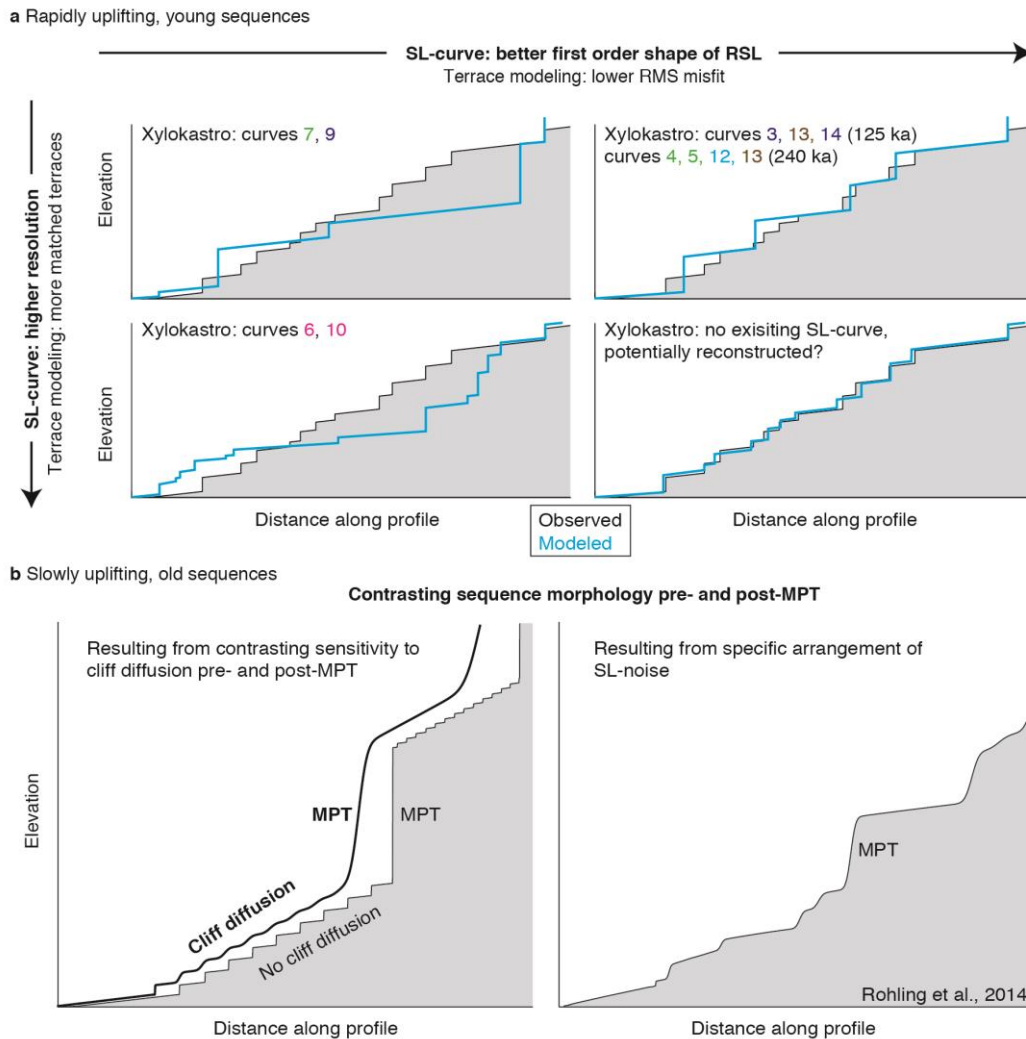 a Rapidly uplifting, young sequences
SL-curve: better first order shape of RSL
Terrace modeling: lower RMS misfit
SL-curve: higher resolution
Terrace modeling: more matched terraces
Elevation
Xylokastro: curves 7, 9
Xylokastro: curves 3, 13, 14 (125 ka)
curves 4, 5, 12, 13 (240 ka)
Elevation
Xylokastro: curves 6, 10
Xylokastro: no exisiting SL-curve,
potentially reconstructed?
Distance along profile
Distance along profile
Observed
Modeled
b Slowly uplifting, old sequences
Contrasting sequence morphology pre- and post-MPT
Elevation
Resulting from contrasting sensitivity to
cliff diffusion pre- and post-MPT
MPT
MPT
Cliff diffusion
No cliff diffusion
Distance along profile
Resulting from specific arrangement of
SL-noise
MPT
Rohling et al., 2014
Distance along profile